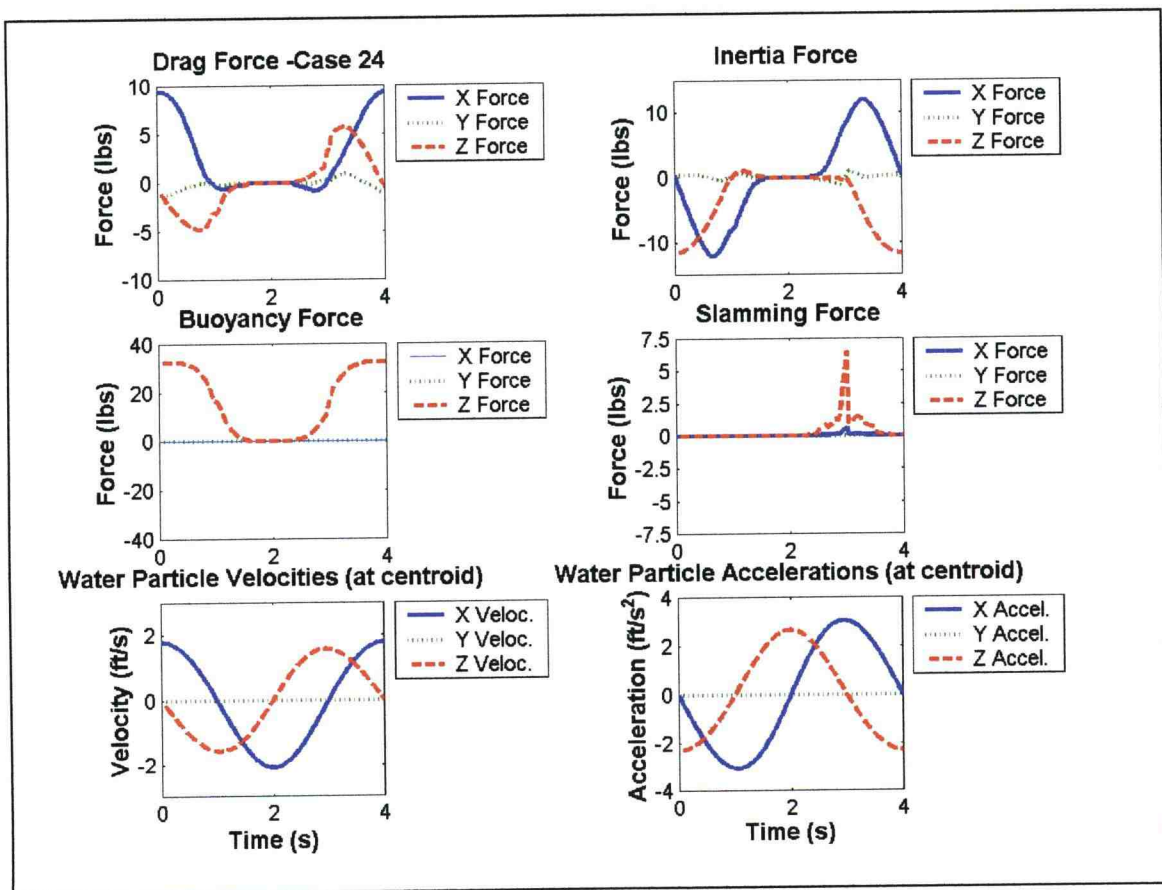 Drag Force -Case 24
10
5
0
-5
-10
Force (lbs)
0
2
4
X Force
Y Force
Z Force
Inertia Force
10
0
-10
Force (lbs)
0
2
4
X Force
Y Force
Z Force
Buoyancy Force
40
20
0
-20
-40
Force (lbs)
0
2
4
X Force
Y Force
Z Force
Slamming Force
7.5
5
2.5
0
-2.5
-5
-7.5
Force (lbs)
0
2
4
X Force
Y Force
Z Force
Water Particle Velocities (at centroid)
2
0
-2
Velocity (ft/s)
0
2
4
Time (s)
X Veloc.
Y Veloc.
Z Veloc.
Water Particle Accelerations (at centroid)
4
2
0
-2
-4
Acceleration (ft/s²)
0
2
4
Time (s)
X Accel.
Y Accel.
Z Accel.